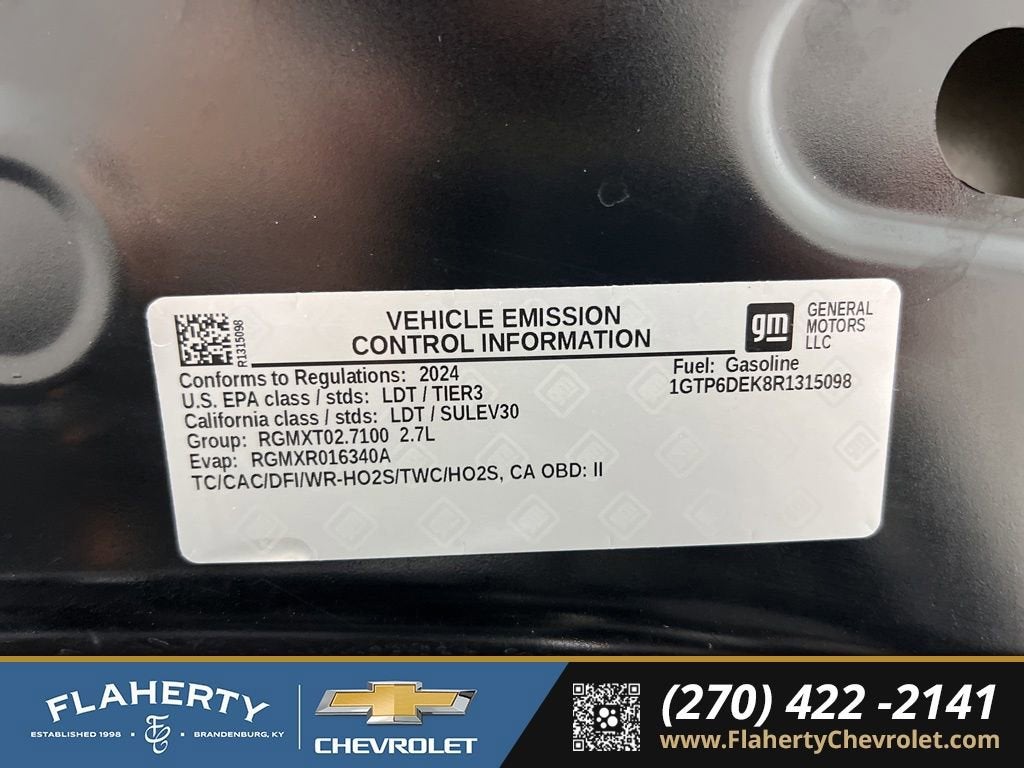 R1315098
VEHICLE EMISSION
CONTROL INFORMATION
gm
GENERAL
MOTORS
LLC
Conforms to Regulations: 2024
U.S. EPA class / stds: LDT / TIER3
California class / stds: LDT / SULEV30
Group: RGMXT02.7100 2.7L
Evap: RGMXR016340A
TC/CAC/DFI/WR-HO2S/TWC/HO2S, CA OBD: II
Fuel: Gasoline
1GTP6DEK8R1315098
FLAHERTY
ESTABLISHED 1998 • BRANDENBURG, KY
CHEVROLET
(270) 422 -2141
www.FlahertyChevrolet.com